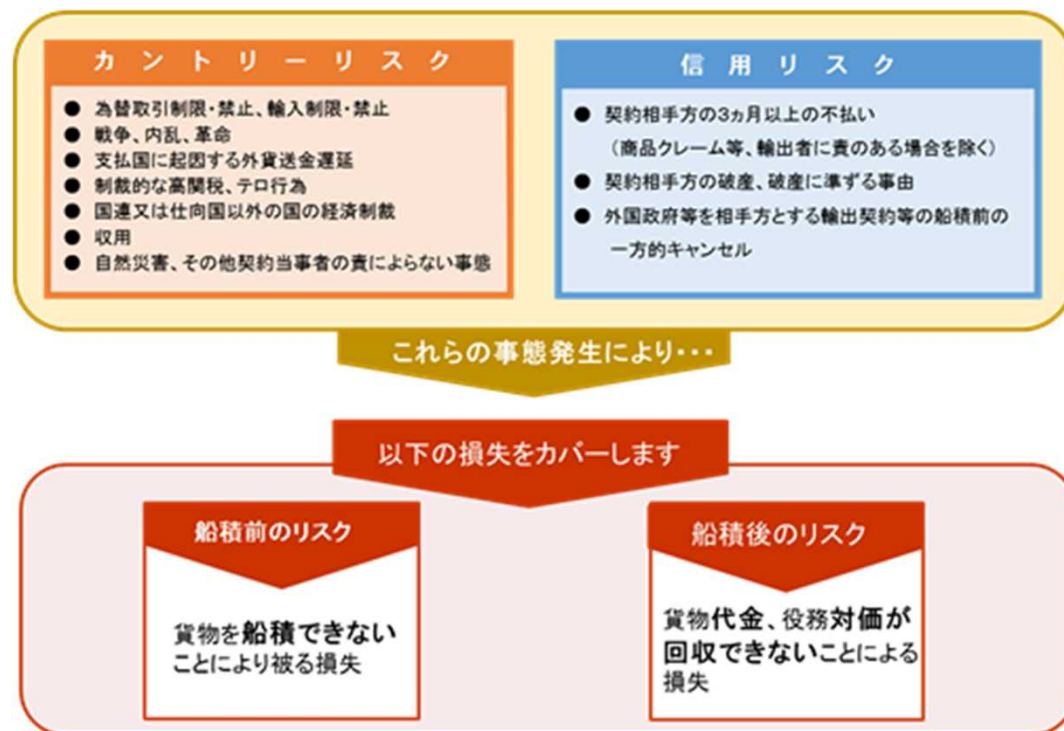 カントリーリスク
● 為替取引制限・禁止、輸入制限・禁止
● 戦争、内乱、革命
● 支払国に起因する外貨送金遅延
● 制裁的な高関税、テロ行為
● 国連又は仕向国以外の国の経済制裁
● 収用
● 自然災害、その他契約当事者の責によらない事態
信用リスク
● 契約相手方の3ヵ月以上の不払い
（商品クレーム等、輸出者に責のある場合を除く）
● 契約相手方の破産、破産に準ずる事由
● 外国政府等を相手方とする輸出契約等の船積前の
一方的キャンセル
これらの事態発生により・・・
以下の損失をカバーします
船積前のリスク
貨物を船積できない
ことにより被る損失
船積後のリスク
貨物代金、役務対価が
回収できないことによる
損失